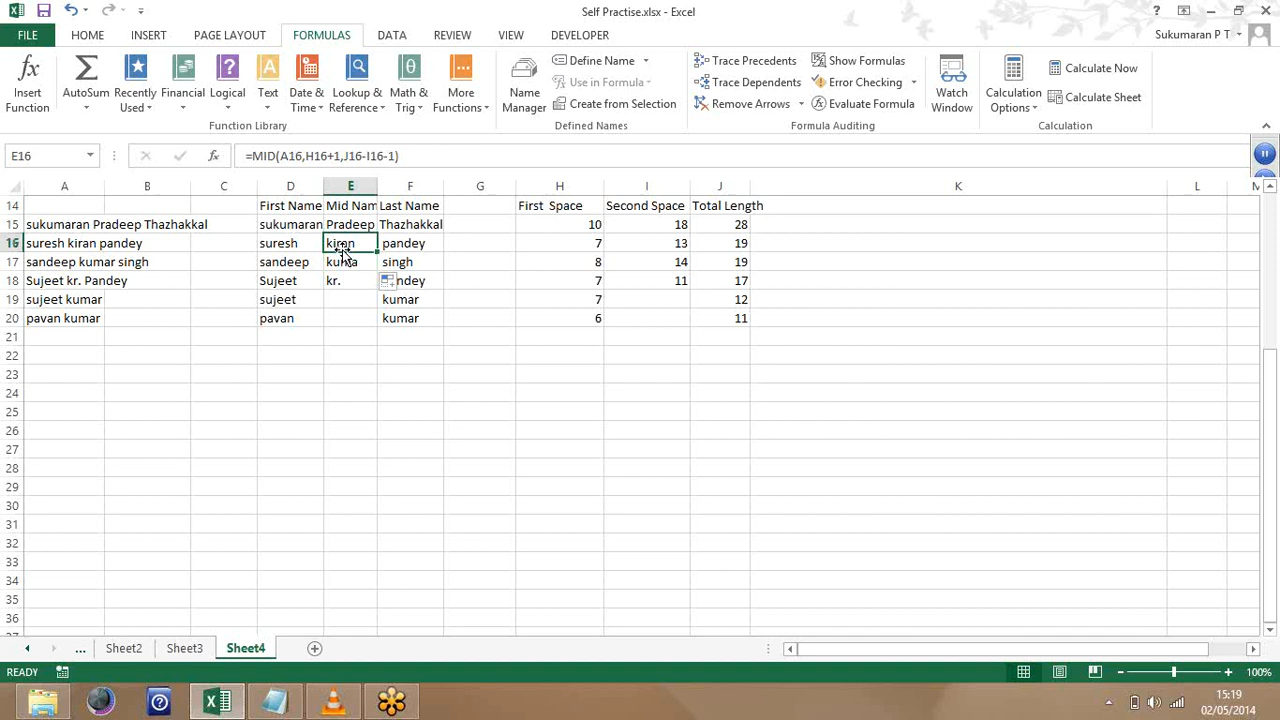 Self Practise.xlsx - Excel
FILE HOME INSERT PAGE LAYOUT FORMULAS DATA REVIEW VIEW DEVELOPER Sukumaran P T
Insert Function
AutoSum
Recently Used
Financial
Logical
Text
Date & Time
Lookup & Reference
Math & Trig
More Functions
Function Library
Name Manager
Define Name
Use in Formula
Create from Selection
Defined Names
Trace Precedents
Trace Dependents
Remove Arrows
Show Formulas
Error Checking
Evaluate Formula
Formula Auditing
Watch Window
Calculation Options
Calculate Now
Calculate Sheet
Calculation
E16 fx =MID(A16,H16+1,J16-I16-1)
A B C D E F G H I J K L M
14 First Name Mid Nam Last Name First Space Second Space Total Length
15 sukumaran Pradeep Thazhakkal sukumaran Pradeep Thazhakkal 10 18 28
16 suresh kiran pandey suresh kiran pandey 7 13 19
17 sandeep kumar singh sandeep kuma singh 8 14 19
18 Sujeet kr. Pandey Sujeet kr. ndey 7 11 17
19 sujeet kumar sujeet kumar 7 12
20 pavan kumar pavan kumar 6 11
21
22
23
24
25
26
27
28
29
30
31
32
33
34
35
36
... Sheet2 Sheet3 Sheet4
READY 100%
15:19
02/05/2014